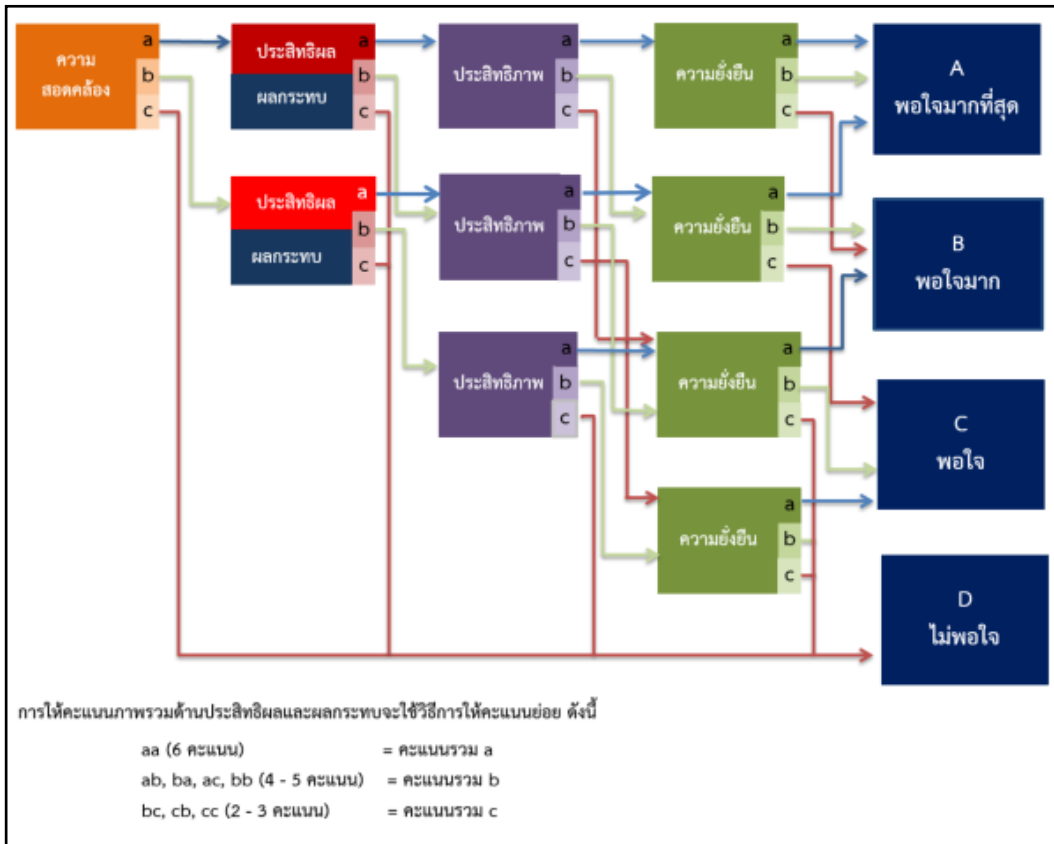 ความ
สอดคล้อง
a
b
c
ประสิทธิผล
ผลกระทบ
a
b
c
ประสิทธิภาพ
a
b
c
ความยั่งยืน
a
b
c
A
พอใจมากที่สุด
ประสิทธิผล
ผลกระทบ
a
b
c
ประสิทธิภาพ
a
b
c
ความยั่งยืน
a
b
c
B
พอใจมาก
ประสิทธิภาพ
a
b
c
ความยั่งยืน
a
b
c
C
พอใจ
ความยั่งยืน
a
b
c
D
ไม่พอใจ
การให้คะแนนภาพรวมด้านประสิทธิผลและผลกระทบจะใช้วิธีการให้คะแนนย่อย ดังนี้
aa (6 คะแนน) = คะแนนรวม a
ab, ba, ac, bb (4 - 5 คะแนน) = คะแนนรวม b
bc, cb, cc (2 - 3 คะแนน) = คะแนนรวม c